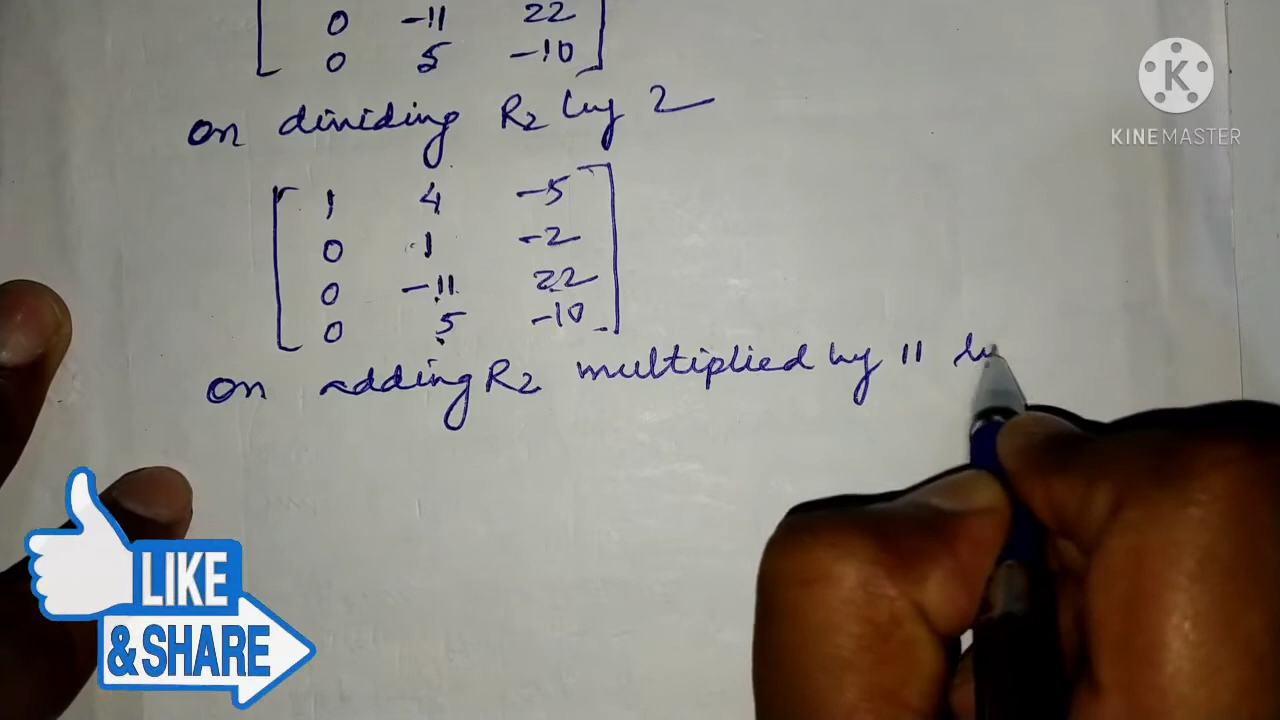 0 -11 22
0 5 -10
on dividing R2 by 2
1 4 -5
0 1 -2
0 -11 22
0 5 -10
on adding R2 multiplied by 11
K
KINEMASTER
LIKE
& SHARE